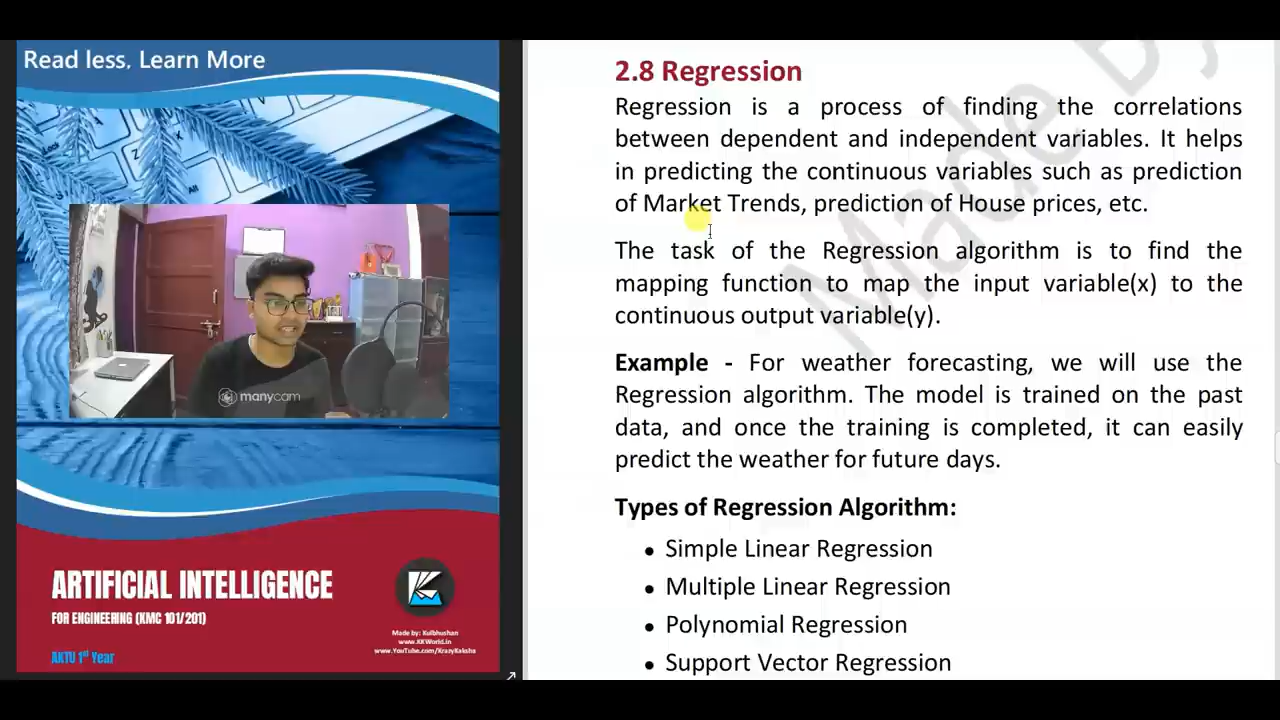 Read less, Learn More
manycam
ARTIFICIAL INTELLIGENCE
FOR ENGINEERING (KMC 101/201)
AKTU 1st Year
Made by: Kulbhushan
www.KKWorld.in
www.YouTube.com/KrazyKaksha
2.8 Regression
Regression is a process of finding the correlations
between dependent and independent variables. It helps
in predicting the continuous variables such as prediction
of Market Trends, prediction of House prices, etc.
The task of the Regression algorithm is to find the
mapping function to map the input variable(x) to the
continuous output variable(y).
Example - For weather forecasting, we will use the
Regression algorithm. The model is trained on the past
data, and once the training is completed, it can easily
predict the weather for future days.
Types of Regression Algorithm:
• Simple Linear Regression
• Multiple Linear Regression
• Polynomial Regression
• Support Vector Regression
Made By